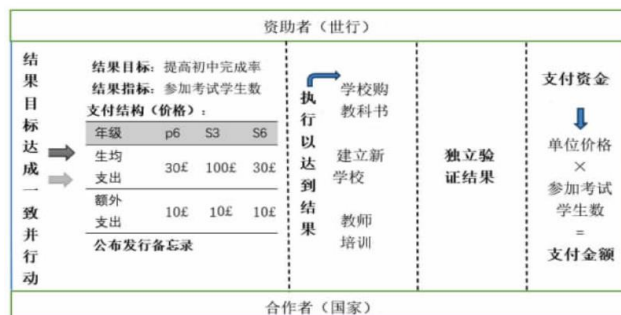 资助者（世行）
结果目标达成一致并行动
结果目标：提高初中完成率
结果指标：参加考试学生数
支付结构（价格）：
年级 p6 S3 S6
生均
支出 30£ 100£ 30£
额外
支出 10£ 10£ 10£
公布发行备忘录
执行以达到结果
学校购
教科书
建立新
学校
教师
培训
独立验
证结果
支付资金
单位价格
×
参加考试
学生数
=
支付金额
合作者（国家）